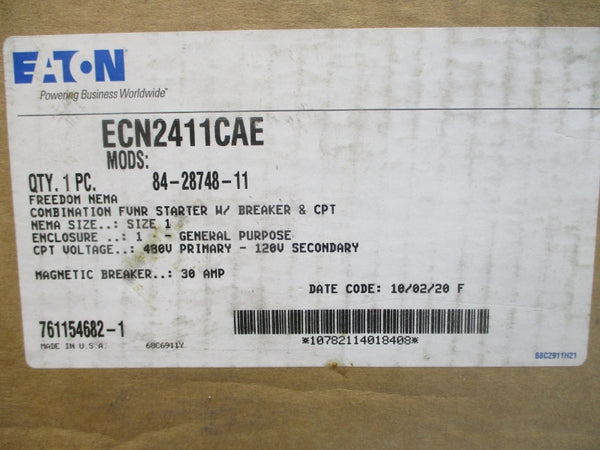 EATON
Powering Business Worldwide™
ECN2411CAE
MODS:
QTY. 1 PC. 84-28748-11
FREEDOM NEMA
COMBINATION FVNR STARTER W/ BREAKER & CPT
NEMA SIZE..: SIZE 1
ENCLOSURE ..: 1 - GENERAL PURPOSE
CPT VOLTAGE..: 480V PRIMARY - 120V SECONDARY
MAGNETIC BREAKER..: 30 AMP
DATE CODE: 10/02/20 F
761154682-1
MADE IN U.S.A. 68C6911Y
*10782114018408*
68C2911H21